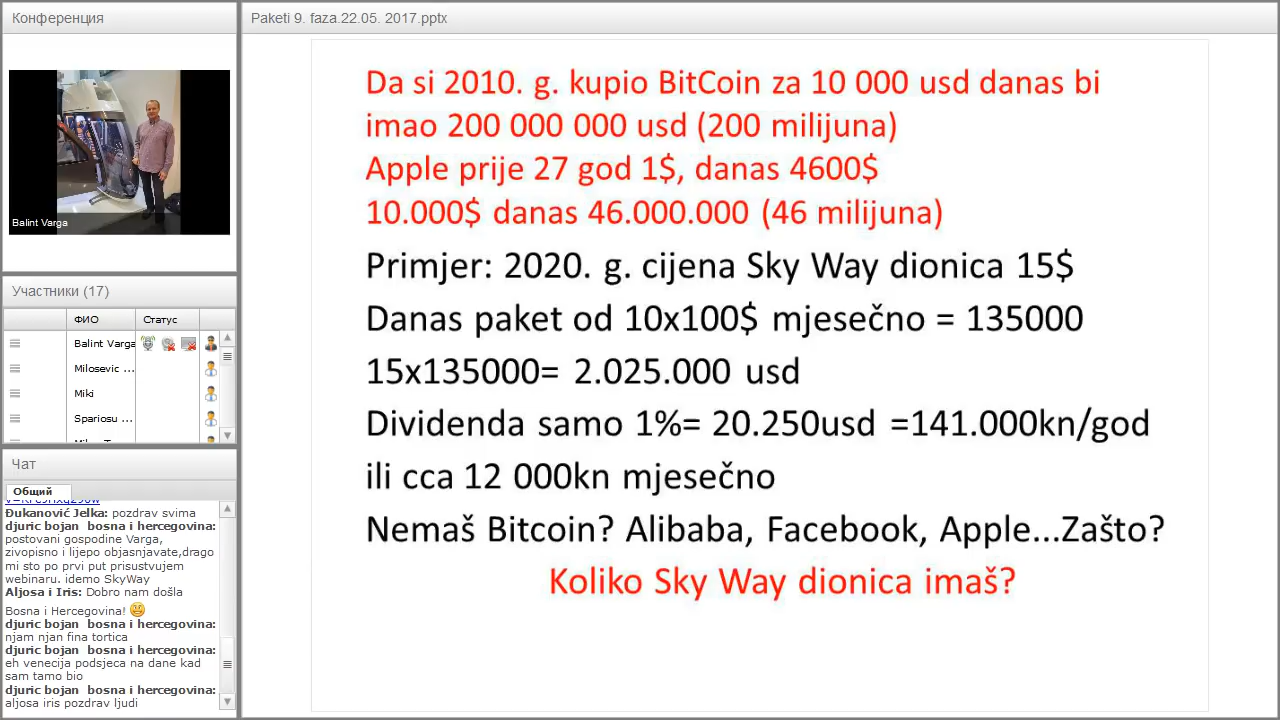 Конференция
Balint Varga
Участники (17)
ФИО Статус
Balint Varga
Milosevic ...
Miki
Spariosu ...
Чат
Общий
Đukanović Jelka: pozdrav svima
djuric bojan bosna i hercegovina:
postovani gospodine Varga,
zivopisno i lijepo objasnjavate,drago
mi sto po prvi put prisustvujem
webinaru. idemo SkyWay
Aljosa i Iris: Dobro nam došla
Bosna i Hercegovina!
djuric bojan bosna i hercegovina:
njam njan fina tortica
djuric bojan bosna i hercegovina:
eh venecija podsjeca na dane kad
sam tamo bio
djuric bojan bosna i hercegovina:
aljosa iris pozdrav ljudi
Paketi 9. faza.22.05. 2017.pptx
Da si 2010. g. kupio BitCoin za 10 000 usd danas bi
imao 200 000 000 usd (200 milijuna)
Apple prije 27 god 1$, danas 4600$
10.000$ danas 46.000.000 (46 milijuna)
Primjer: 2020. g. cijena Sky Way dionica 15$
Danas paket od 10x100$ mjesečno = 135000
15x135000= 2.025.000 usd
Dividenda samo 1%= 20.250usd =141.000kn/god
ili cca 12 000kn mjesečno
Nemaš Bitcoin? Alibaba, Facebook, Apple...Zašto?
Koliko Sky Way dionica imaš?